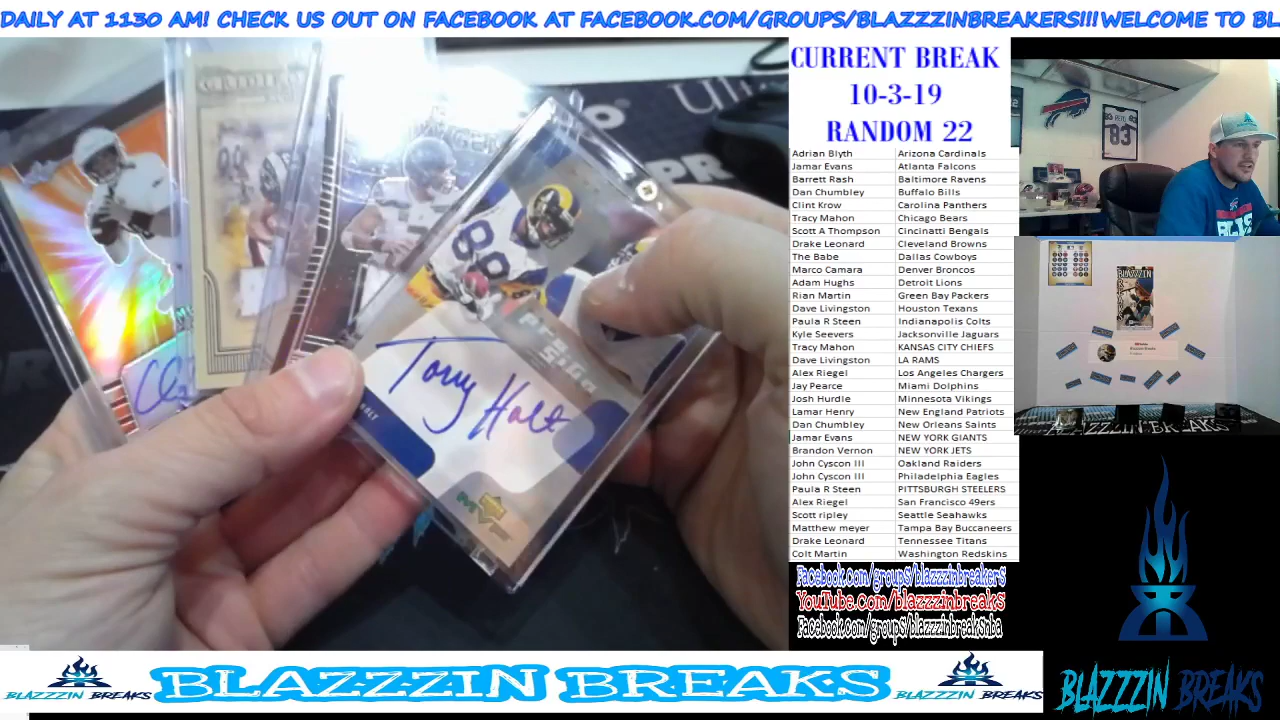 DAILY AT 1130 AM! CHECK US OUT ON FACEBOOK AT FACEBOOK.COM/GROUPS/BLAZZZINBREAKERS!!!WELCOME TO BL
CURRENT BREAK
10-3-19
RANDOM 22
Adrian Blyth Arizona Cardinals
Jamar Evans Atlanta Falcons
Barrett Rash Baltimore Ravens
Dan Chumbley Buffalo Bills
Clint Krow Carolina Panthers
Tracy Mahon Chicago Bears
Scott A Thompson Cincinatti Bengals
Drake Leonard Cleveland Browns
The Babe Dallas Cowboys
Marco Camara Denver Broncos
Adam Hughs Detroit Lions
Rian Martin Green Bay Packers
Dave Livingston Houston Texans
Paula R Steen Indianapolis Colts
Kyle Seevers Jacksonville Jaguars
Tracy Mahon KANSAS CITY CHIEFS
Dave Livingston LA RAMS
Alex Riegel Los Angeles Chargers
Jay Pearce Miami Dolphins
Josh Hurdle Minnesota Vikings
Lamar Henry New England Patriots
Dan Chumbley New Orleans Saints
Jamar Evans NEW YORK GIANTS
Brandon Vernon NEW YORK JETS
John Cyscon III Oakland Raiders
John Cyscon III Philadelphia Eagles
Paula R Steen PITTSBURGH STEELERS
Alex Riegel San Francisco 49ers
Scott ripley Seattle Seahawks
Matthew meyer Tampa Bay Buccaneers
Drake Leonard Tennessee Titans
Colt Martin Washington Redskins
Facebook.com/groups/blazzzinbreakers
YouTube.com/blazzzinbreaks
Facebook.com/groups/blazzzinbreaksnba
88
Torry Holt
83
BLAZZZIN
BLAZZZIN BREAKS
BLAZZZIN BREAKS
BLAZZZIN BREAKS
BLAZZZIN BREAKS